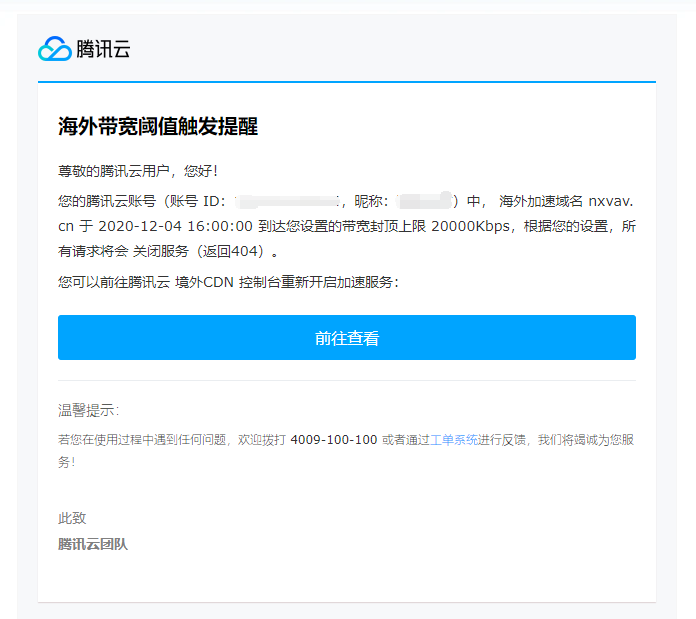 腾讯云
海外带宽阈值触发提醒
尊敬的腾讯云用户，您好！
您的腾讯云账号（账号 ID： ，昵称： ）中， 海外加速域名 nxvav.
cn 于 2020-12-04 16:00:00 到达您设置的带宽封顶上限 20000Kbps，根据您的设置，所
有请求将会 关闭服务（返回404）。
您可以前往腾讯云 境外CDN 控制台重新开启加速服务：
前往查看
温馨提示：
若您在使用过程中遇到任何问题，欢迎拨打 4009-100-100 或者通过工单系统进行反馈，我们将竭诚为您服
务！
此致
腾讯云团队